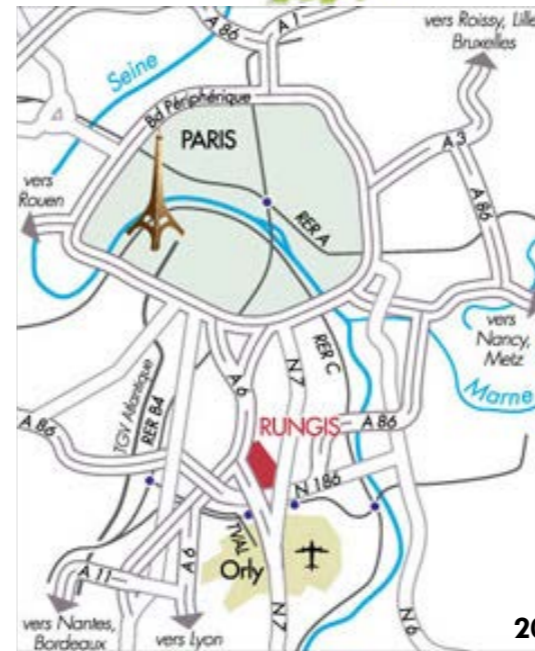 A 86
A 1
vers Roissy, Lille
Bruxelles
Seine
Bd Périphérique
PARIS
A 3
vers
Rouen
A 86
RER A
vers
Nancy,
Metz
Marne
RER C
N 7
A 6
TGV Atlantique
RER B4
A 86
RUNGIS
A 86
N 186
TVAL
Orly
A 11
A 6
N 7
N 6
vers Nantes,
Bordeaux
vers Lyon
20